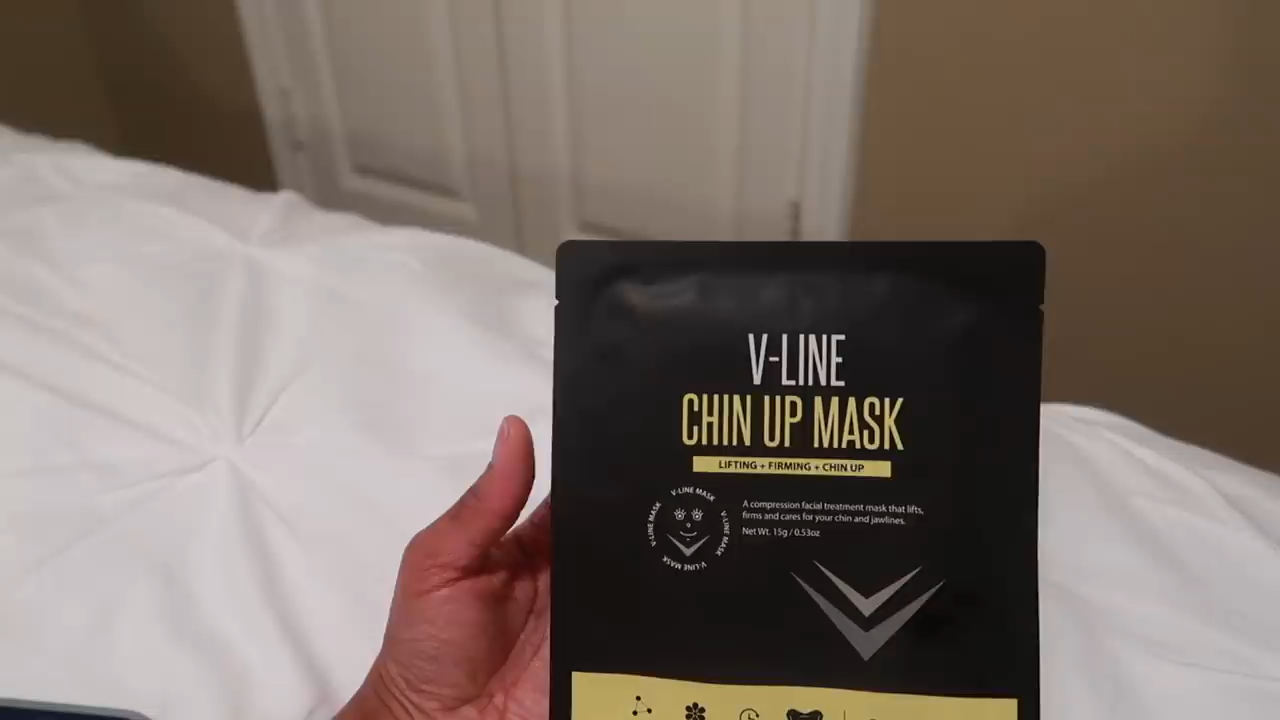 V-LINE
CHIN UP MASK
LIFTING + FIRMING + CHIN UP
V-LINE MASK V-LINE MASK V-LINE MASK V-LINE MASK
A compression facial treatment mask that lifts,
firms and cares for your chin and jawlines.
Net Wt. 15g / 0.53oz